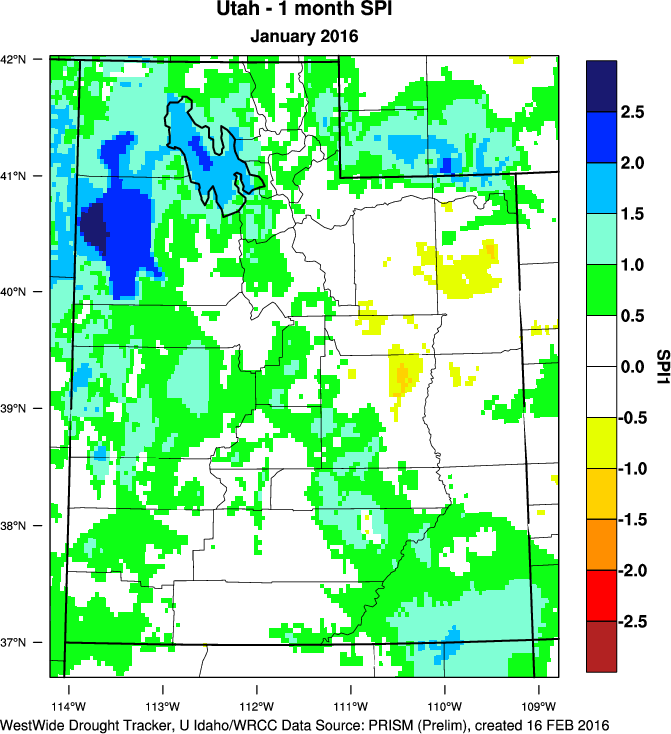 Utah - 1 month SPI
January 2016
42°N
41°N
40°N
39°N
38°N
37°N
114°W 113°W 112°W 111°W 110°W 109°W
2.5
2.0
1.5
1.0
0.5
0.0
-0.5
-1.0
-1.5
-2.0
-2.5
SPI1
WestWide Drought Tracker, U Idaho/WRCC Data Source: PRISM (Prelim), created 16 FEB 2016